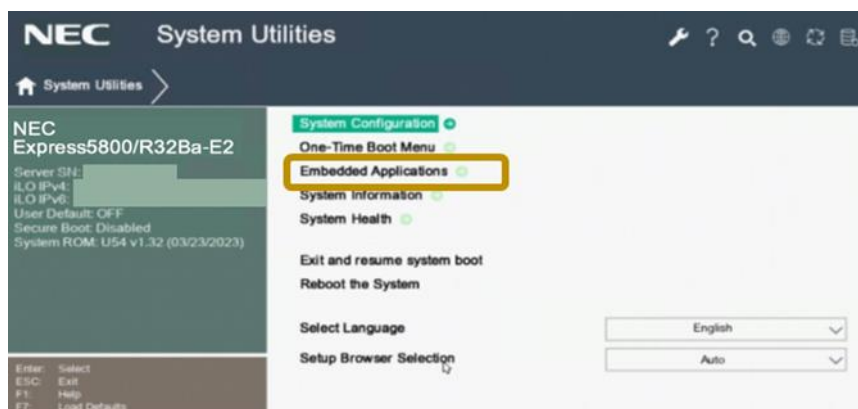 NEC System Utilities
System Utilities
NEC
Express5800/R32Ba-E2
Server SN:
iLO IPv4:
iLO IPv6:
User Default: OFF
Secure Boot: Disabled
System ROM: U54 v1.32 (03/23/2023)
System Configuration
One-Time Boot Menu
Embedded Applications
System Information
System Health
Exit and resume system boot
Reboot the System
Select Language English
Setup Browser Selection Auto
Enter: Select
ESC: Exit
F1: Help
F7: Load Defaults